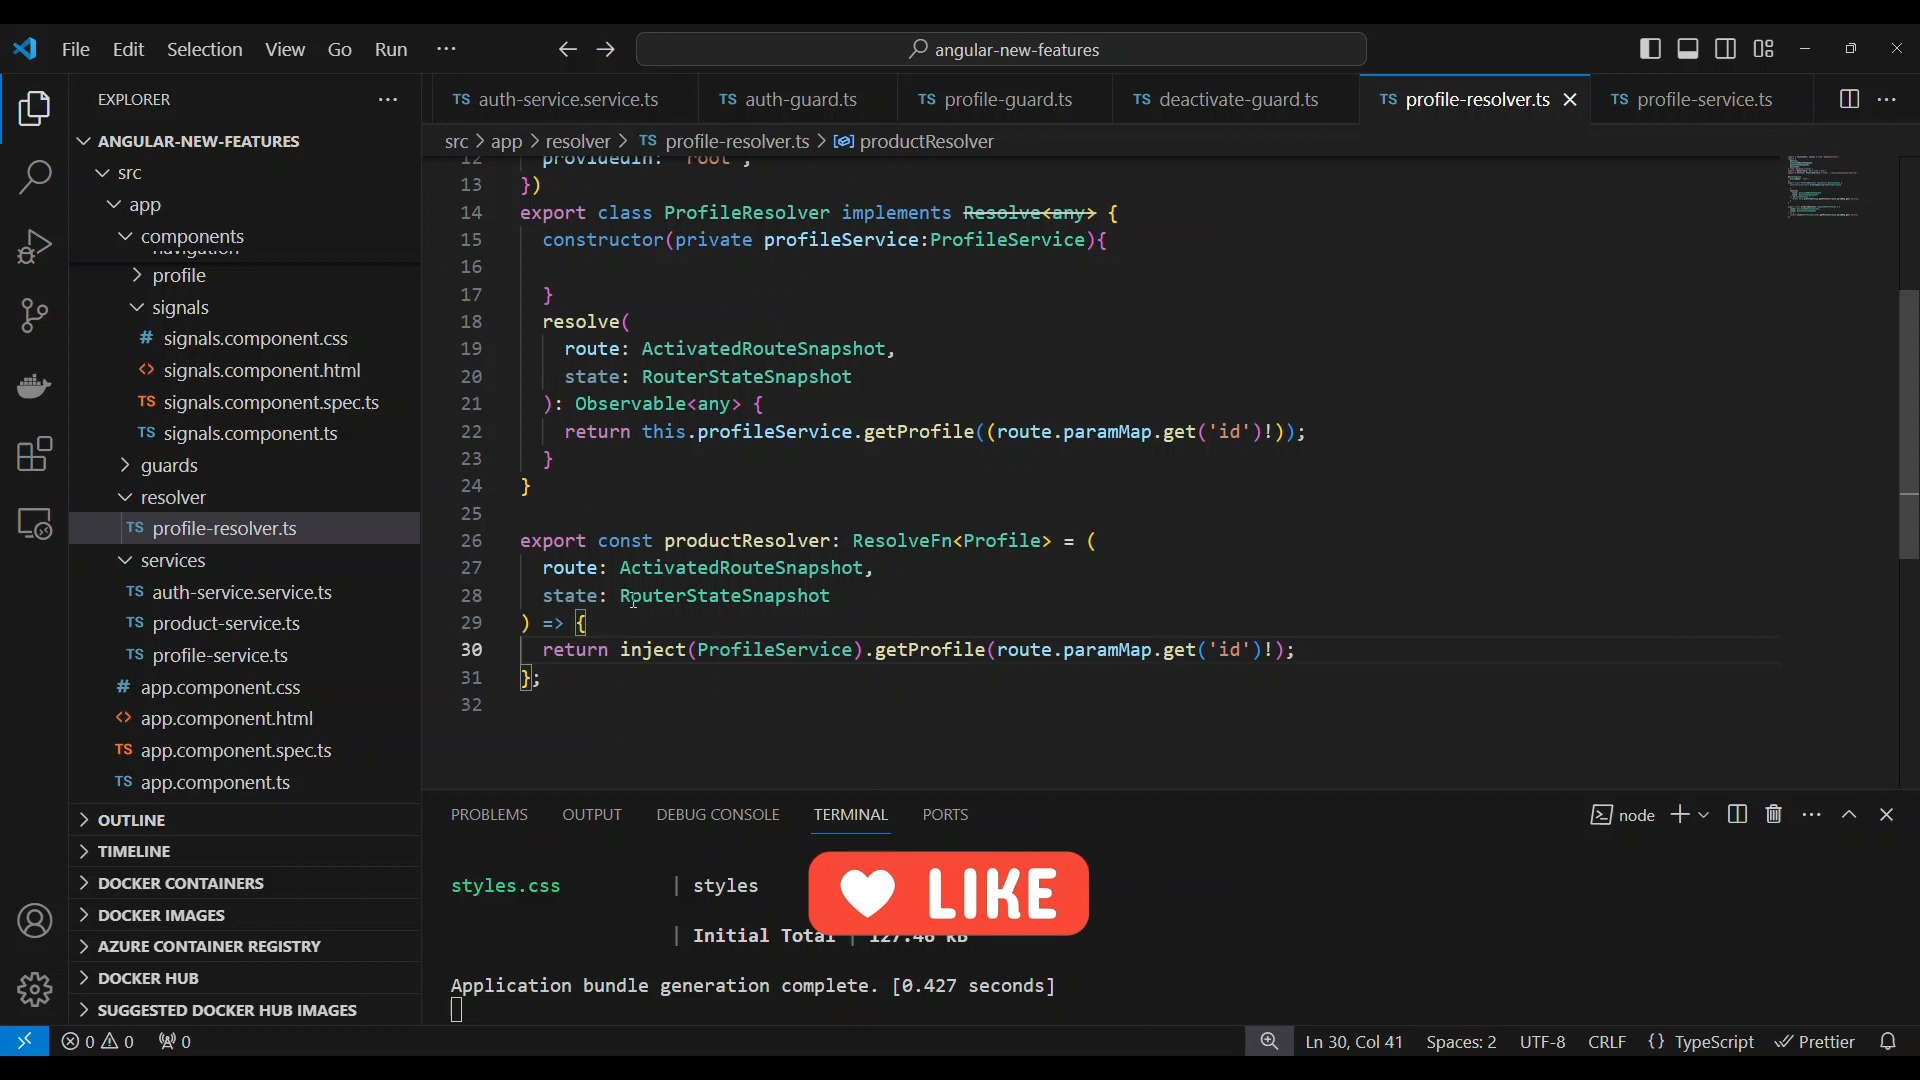 File Edit Selection View Go Run ··· angular-new-features
EXPLORER ···
ANGULAR-NEW-FEATURES
src
app
components
navigation
profile
signals
# signals.component.css
<> signals.component.html
TS signals.component.spec.ts
TS signals.component.ts
guards
resolver
TS profile-resolver.ts
services
TS auth-service.service.ts
TS product-service.ts
TS profile-service.ts
# app.component.css
<> app.component.html
TS app.component.spec.ts
TS app.component.ts
OUTLINE
TIMELINE
DOCKER CONTAINERS
DOCKER IMAGES
AZURE CONTAINER REGISTRY
DOCKER HUB
SUGGESTED DOCKER HUB IMAGES
TS auth-service.service.ts TS auth-guard.ts TS profile-guard.ts TS deactivate-guard.ts TS profile-resolver.ts TS profile-service.ts
src > app > resolver > TS profile-resolver.ts > productResolver
12 providedIn: 'root',
13 })
14 export class ProfileResolver implements Resolve<any> {
15 constructor(private profileService:ProfileService){
16
17 }
18 resolve(
19 route: ActivatedRouteSnapshot,
20 state: RouterStateSnapshot
21 ): Observable<any> {
22 return this.profileService.getProfile((route.paramMap.get('id')!));
23 }
24 }
25
26 export const productResolver: ResolveFn<Profile> = (
27 route: ActivatedRouteSnapshot,
28 state: RouterStateSnapshot
29 ) => {
30 return inject(ProfileService).getProfile(route.paramMap.get('id')!);
31 };
32
PROBLEMS OUTPUT DEBUG CONSOLE TERMINAL PORTS node
styles.css | styles
LIKE
| Initial Total | 127.46 kB
Application bundle generation complete. [0.427 seconds]
0 0 0 Ln 30, Col 41 Spaces: 2 UTF-8 CRLF {} TypeScript Prettier